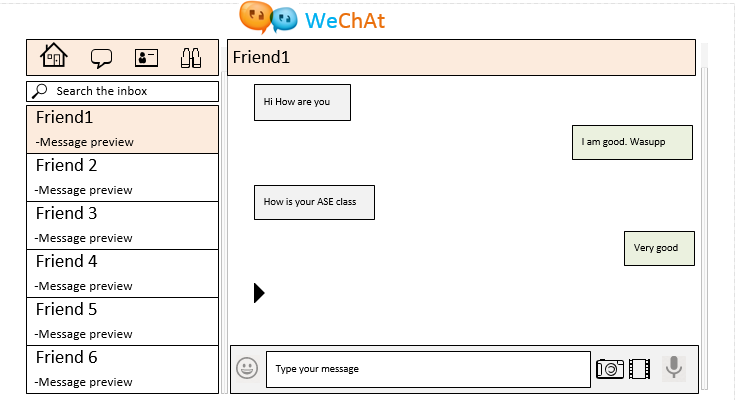 WeChAt
Friend1
Search the inbox
Friend1
-Message preview
Friend 2
-Message preview
Friend 3
-Message preview
Friend 4
-Message preview
Friend 5
-Message preview
Friend 6
-Message preview
Hi How are you
I am good. Wasupp
How is your ASE class
Very good
Type your message